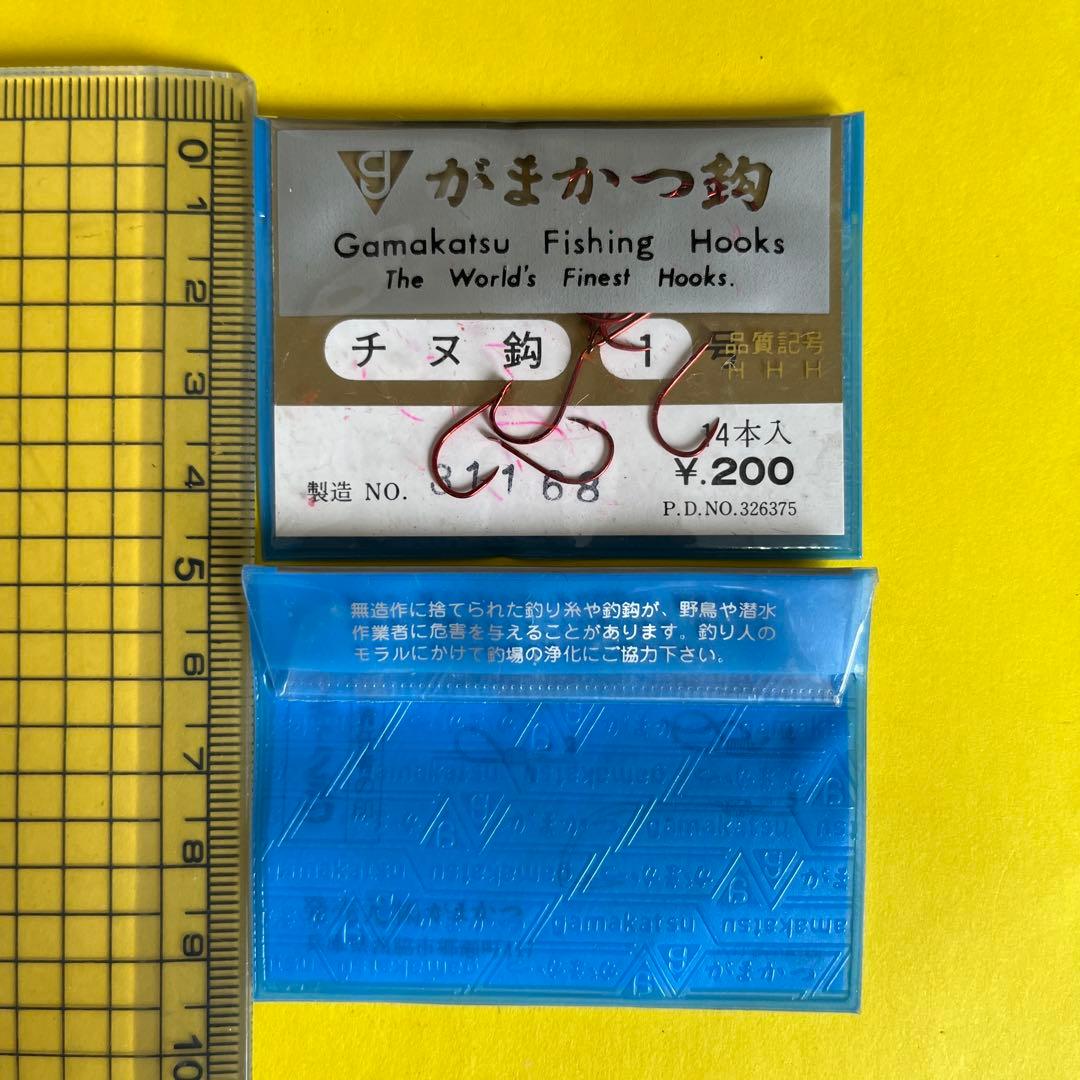 がまかつ鈎
Gamakatsu Fishing Hooks
The World's Finest Hooks.
チヌ鈎 1 号
品質記号
H H H
14本入
¥.200
製造 NO. 31168
P.D.NO.326375
無造作に捨てられた釣り糸や釣鈎が、野鳥や潜水
作業者に危害を与えることがあります。釣り人の
モラルにかけて釣場の浄化にご協力下さい。
gamakatsu
がまかつ
0
1
2
3
4
5
6
7
8
9
10